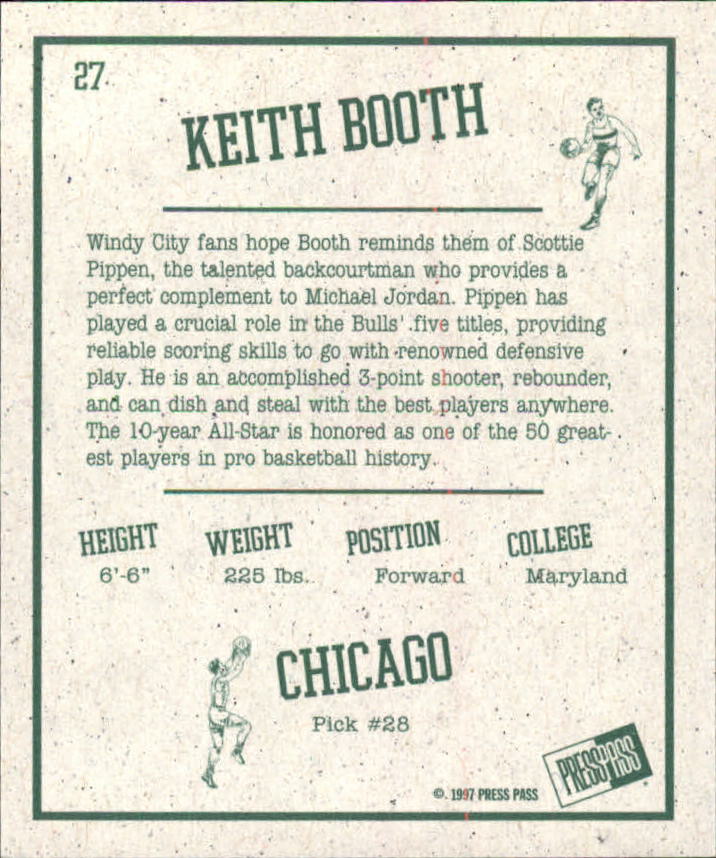 27
KEITH BOOTH
Windy City fans hope Booth reminds them of Scottie
Pippen, the talented backcourtman who provides a
perfect complement to Michael Jordan. Pippen has
played a crucial role in the Bulls' five titles, providing
reliable scoring skills to go with renowned defensive
play. He is an accomplished 3-point shooter, rebounder,
and can dish and steal with the best players anywhere.
The 10-year All-Star is honored as one of the 50 great-
est players in pro basketball history.
HEIGHT WEIGHT POSITION COLLEGE
6'-6" 225 lbs. Forward Maryland
CHICAGO
Pick #28
PRESS PASS
© 1997 PRESS PASS